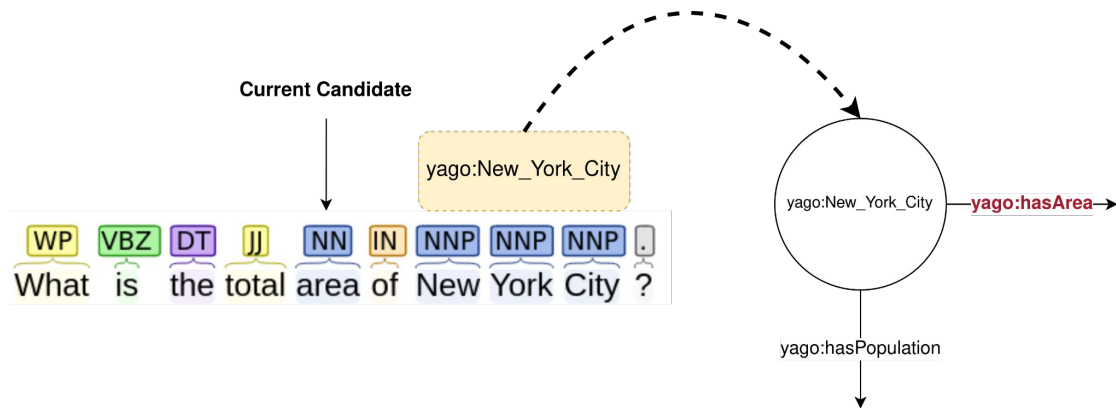 Current Candidate
yago:New_York_City
WP VBZ DT JJ NN IN NNP NNP NNP .
What is the total area of New York City ?
yago:New_York_City
yago:hasArea
yago:hasPopulation